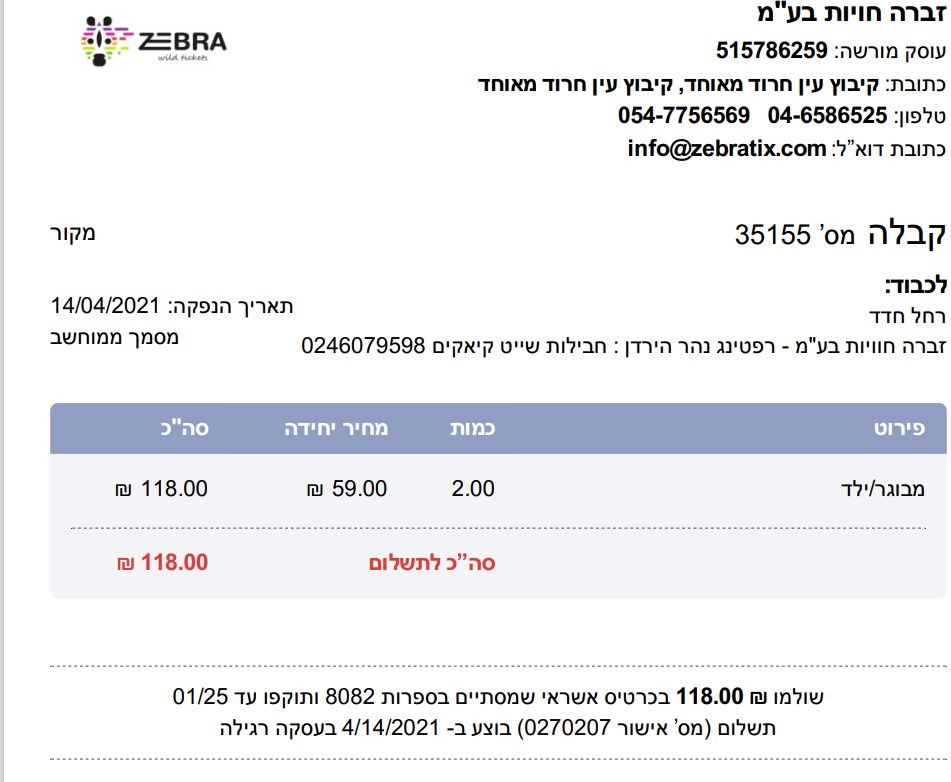 ZEBRA
wild tickets
זברה חויות בע"מ
עוסק מורשה: 515786259
כתובת: קיבוץ עין חרוד מאוחד, קיבוץ עין חרוד מאוחד
טלפון: 04-6586525 054-7756569
כתובת דוא”ל: info@zebratix.com
קבלה מס’ 35155
מקור
לכבוד:
רחל חדד
זברה חוויות בע"מ - רפטינג נהר הירדן : חבילות שייט קיאקים 0246079598
תאריך הנפקה: 14/04/2021
מסמך ממוחשב
פירוט כמות מחיר יחידה סה"כ
מבוגר/ילד 2.00 59.00 ₪ 118.00 ₪
סה”כ לתשלום 118.00 ₪
שולמו ₪ 118.00 בכרטיס אשראי שמסתיים בספרות 8082 ותוקפו עד 01/25
תשלום (מס’ אישור 0270207) בוצע ב- 4/14/2021 בעסקה רגילה